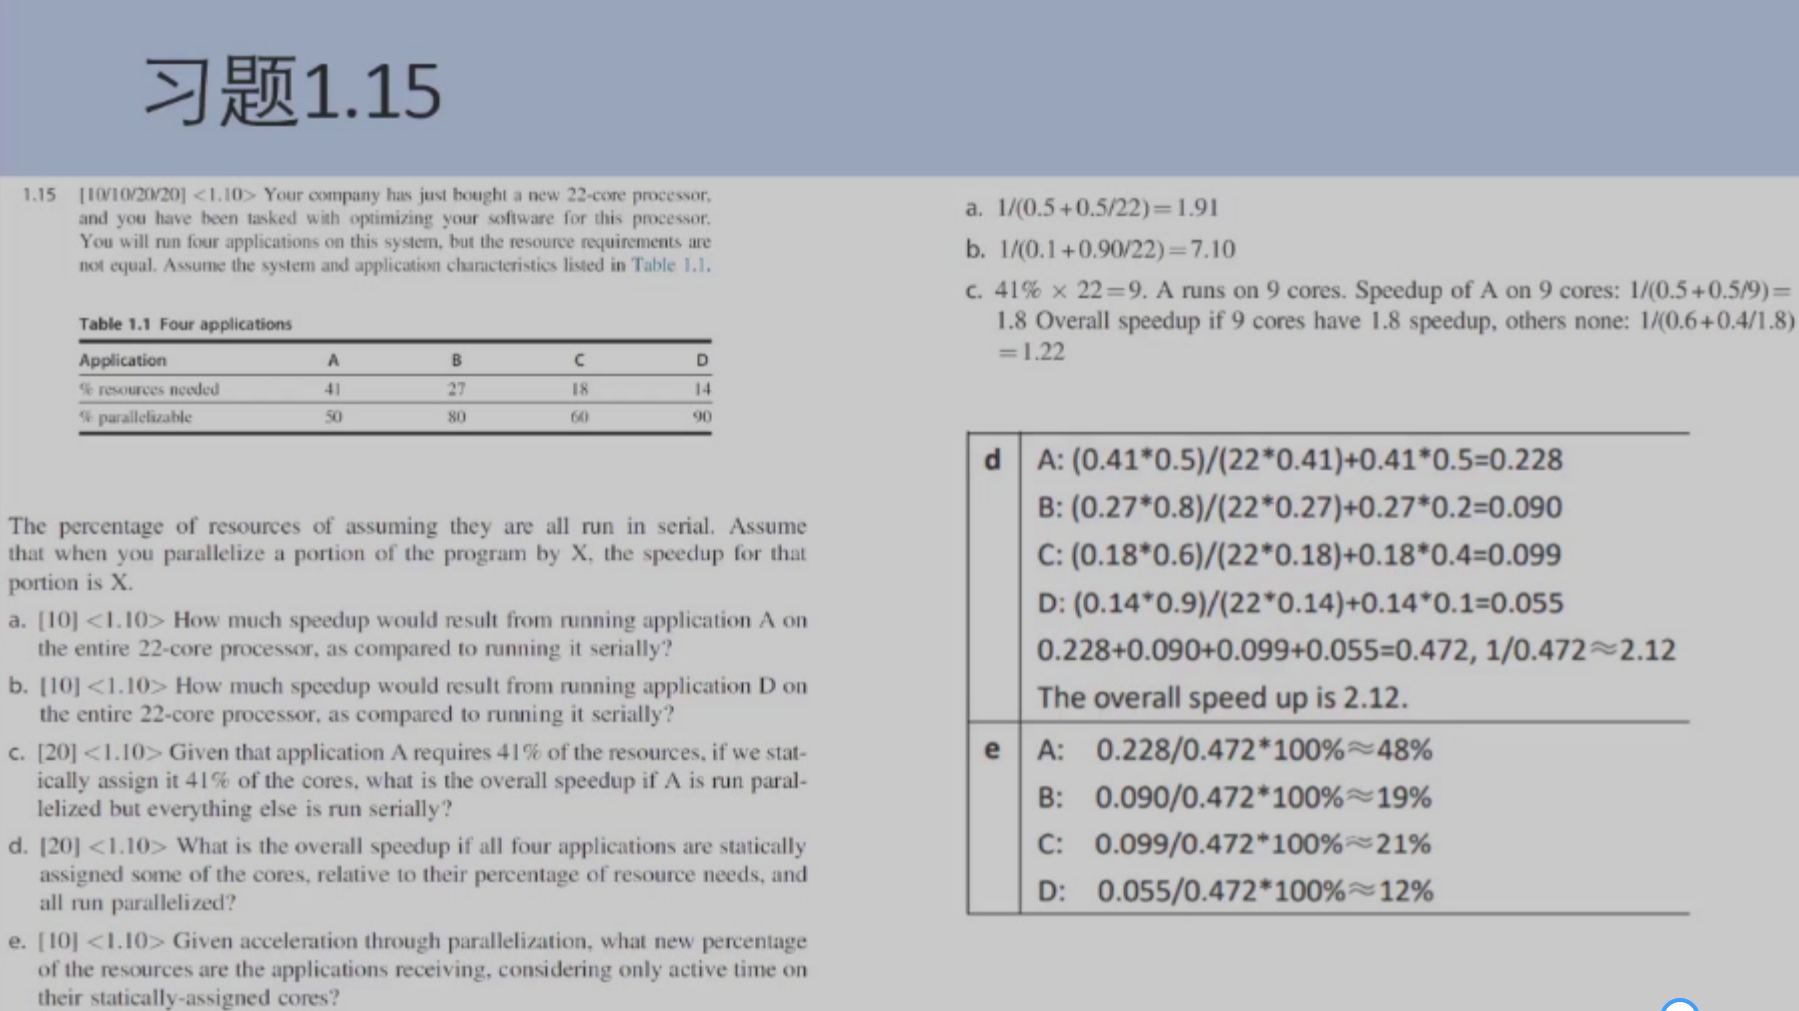 习题1.15
1.15 [10/10/20/20] <1.10> Your company has just bought a new 22-core processor,
and you have been tasked with optimizing your software for this processor.
You will run four applications on this system, but the resource requirements are
not equal. Assume the system and application characteristics listed in Table 1.1.
Table 1.1 Four applications
Application A B C D
% resources needed 41 27 18 14
% parallelizable 50 80 60 90
The percentage of resources of assuming they are all run in serial. Assume
that when you parallelize a portion of the program by X, the speedup for that
portion is X.
a. [10] <1.10> How much speedup would result from running application A on
the entire 22-core processor, as compared to running it serially?
b. [10] <1.10> How much speedup would result from running application D on
the entire 22-core processor, as compared to running it serially?
c. [20] <1.10> Given that application A requires 41% of the resources, if we stat-
ically assign it 41% of the cores, what is the overall speedup if A is run paral-
lelized but everything else is run serially?
d. [20] <1.10> What is the overall speedup if all four applications are statically
assigned some of the cores, relative to their percentage of resource needs, and
all run parallelized?
e. [10] <1.10> Given acceleration through parallelization, what new percentage
of the resources are the applications receiving, considering only active time on
their statically-assigned cores?
a. 1/(0.5+0.5/22)=1.91
b. 1/(0.1+0.90/22)=7.10
c. 41% × 22=9. A runs on 9 cores. Speedup of A on 9 cores: 1/(0.5+0.5/9)=
1.8 Overall speedup if 9 cores have 1.8 speedup, others none: 1/(0.6+0.4/1.8)
=1.22
d A: (0.41*0.5)/(22*0.41)+0.41*0.5=0.228
B: (0.27*0.8)/(22*0.27)+0.27*0.2=0.090
C: (0.18*0.6)/(22*0.18)+0.18*0.4=0.099
D: (0.14*0.9)/(22*0.14)+0.14*0.1=0.055
0.228+0.090+0.099+0.055=0.472, 1/0.472≈2.12
The overall speed up is 2.12.
e A: 0.228/0.472*100%≈48%
B: 0.090/0.472*100%≈19%
C: 0.099/0.472*100%≈21%
D: 0.055/0.472*100%≈12%